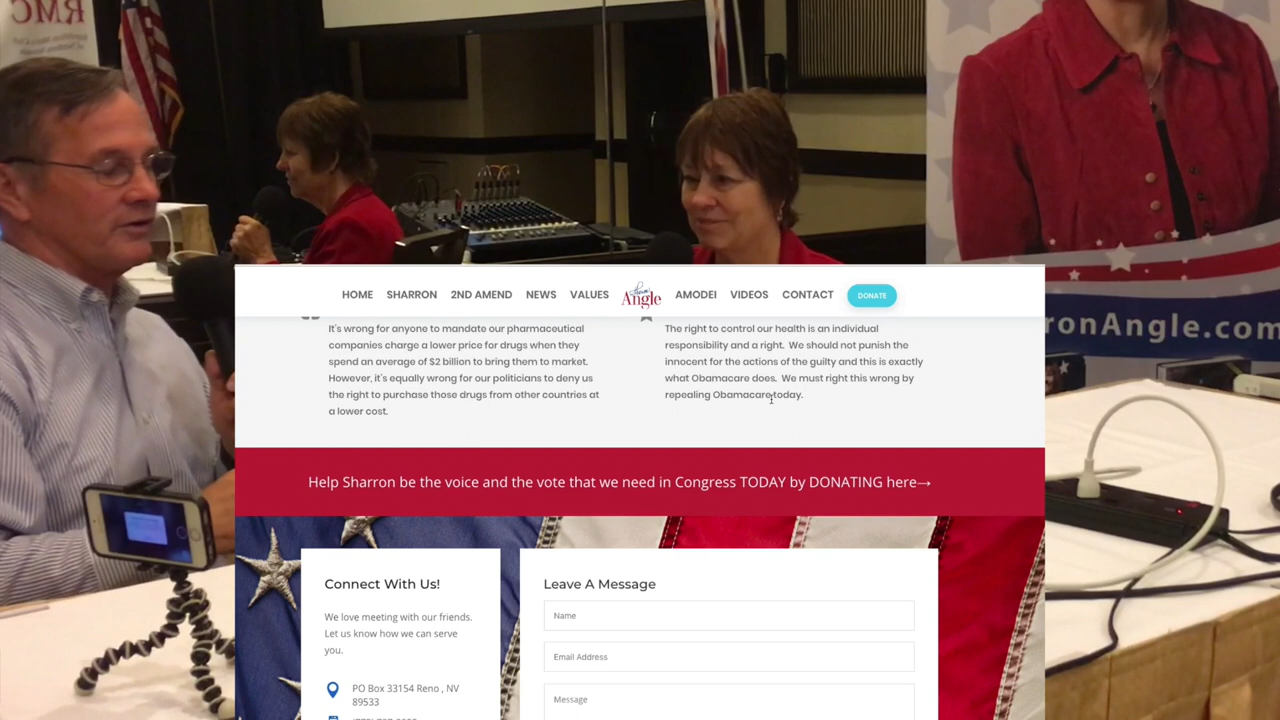 RMC
HOME SHARRON 2ND AMEND NEWS VALUES Angle AMODEI VIDEOS CONTACT DONATE
It's wrong for anyone to mandate our pharmaceutical
companies charge a lower price for drugs when they
spend an average of $2 billion to bring them to market.
However, it's equally wrong for our politicians to deny us
the right to purchase those drugs from other countries at
a lower cost.
The right to control our health is an individual
responsibility and a right. We should not punish the
innocent for the actions of the guilty and this is exactly
what Obamacare does. We must right this wrong by
repealing Obamacare today.
ronAngle.com
Help Sharron be the voice and the vote that we need in Congress TODAY by DONATING here→
Connect With Us!
We love meeting with our friends.
Let us know how we can serve
you.
PO Box 33154 Reno , NV
89533
Leave A Message
Name
Email Address
Message